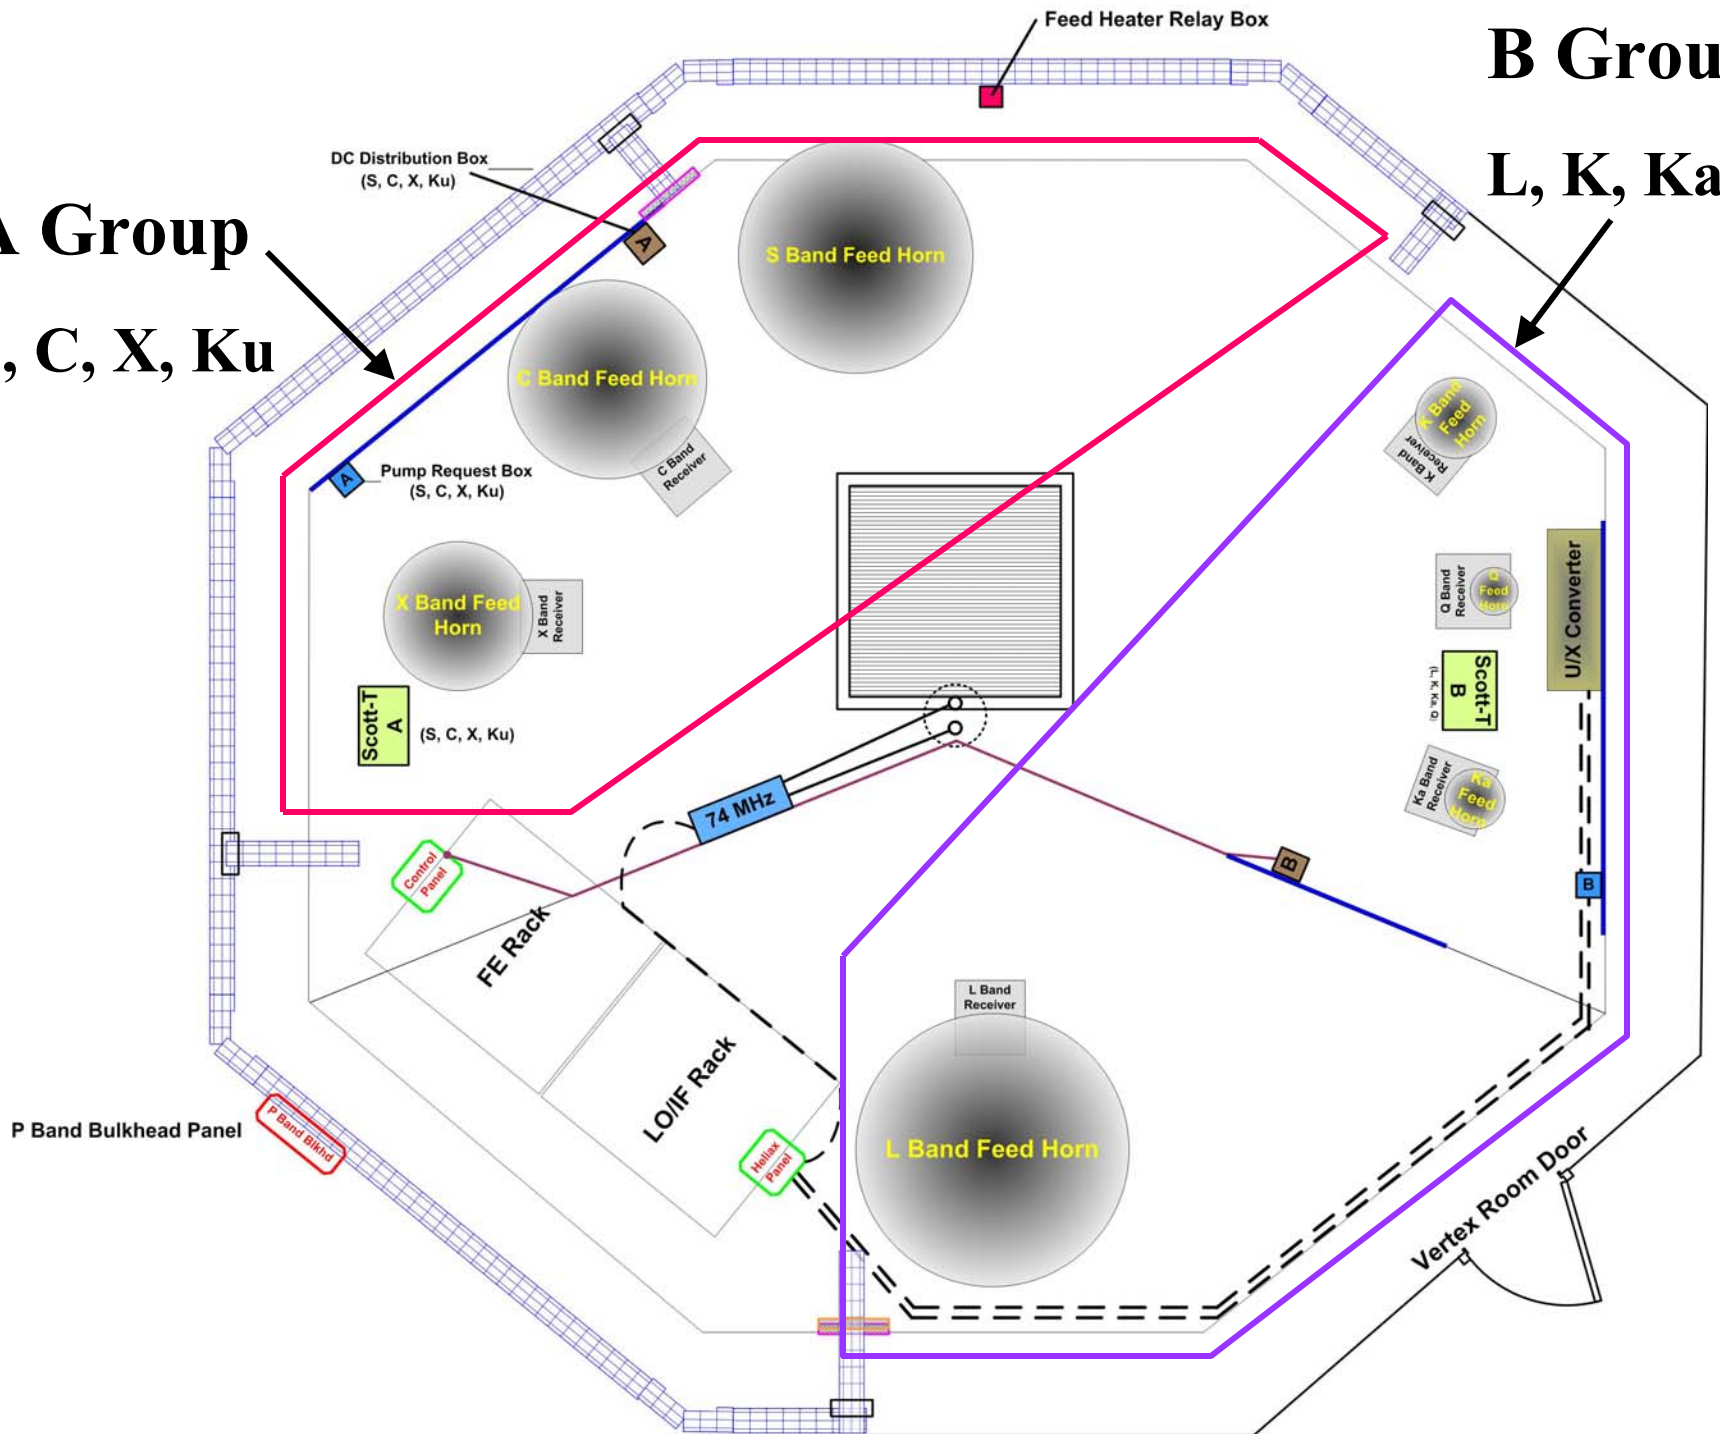 Feed Heater Relay Box
B Grou
L, K, Ka
DC Distribution Box
(S, C, X, Ku)
A Group
, C, X, Ku
A
S Band Feed Horn
C Band Feed Horn
C Band
Receiver
A
Pump Request Box
(S, C, X, Ku)
K Band
Feed
Horn
K Band
Receiver
X Band Feed
Horn
X Band
Receiver
Q Band
Receiver
Q
Feed
Horn
U/X Converter
Scott-T
A
(S, C, X, Ku)
Scott-T
B
(L, K, Ka, Q)
Ka Band
Receiver
Ka
Feed
Horn
74 MHz
Control
Panel
B
B
FE Rack
L Band
Receiver
LO/IF Rack
P Band Bulkhead Panel
P Band Blkhd
Heliax
Panel
L Band Feed Horn
Vertex Room Door